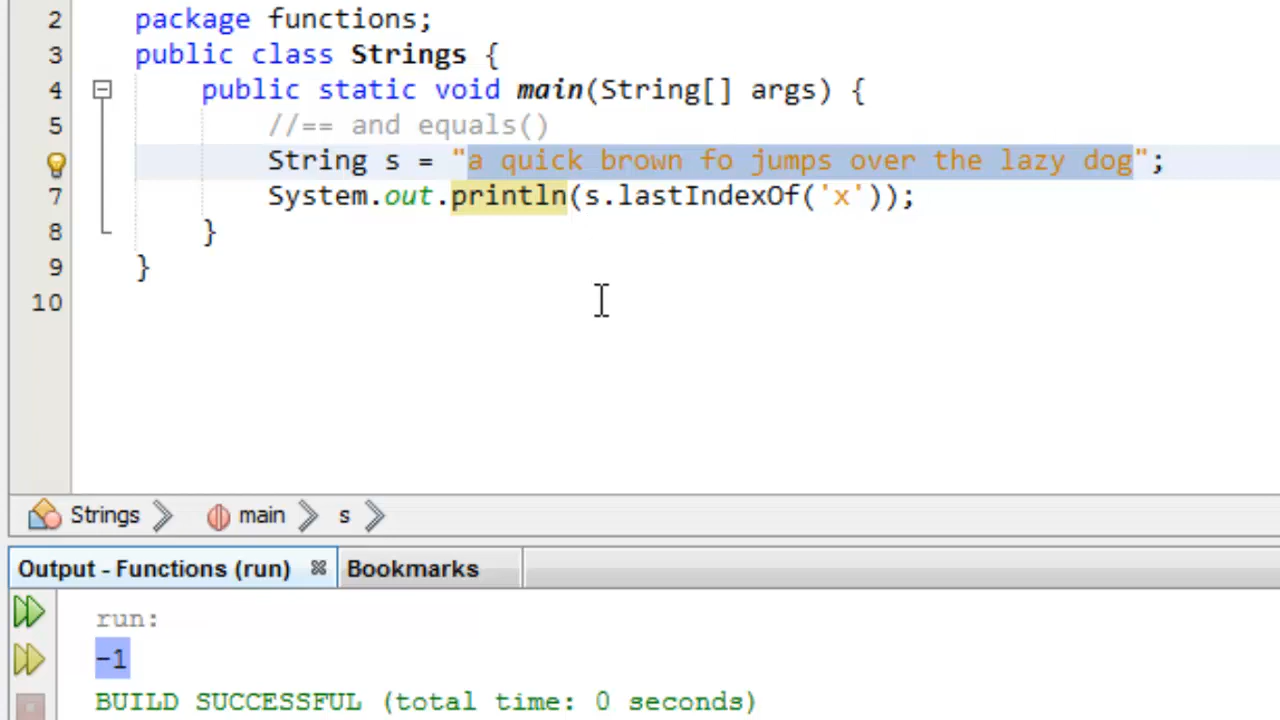 2 package functions;
3 public class Strings {
4 public static void main(String[] args) {
5 //== and equals()
String s = "a quick brown fo jumps over the lazy dog";
7 System.out.println(s.lastIndexOf('x'));
8 }
9 }
10
Strings main s
Output - Functions (run) Bookmarks
run:
-1
BUILD SUCCESSFUL (total time: 0 seconds)